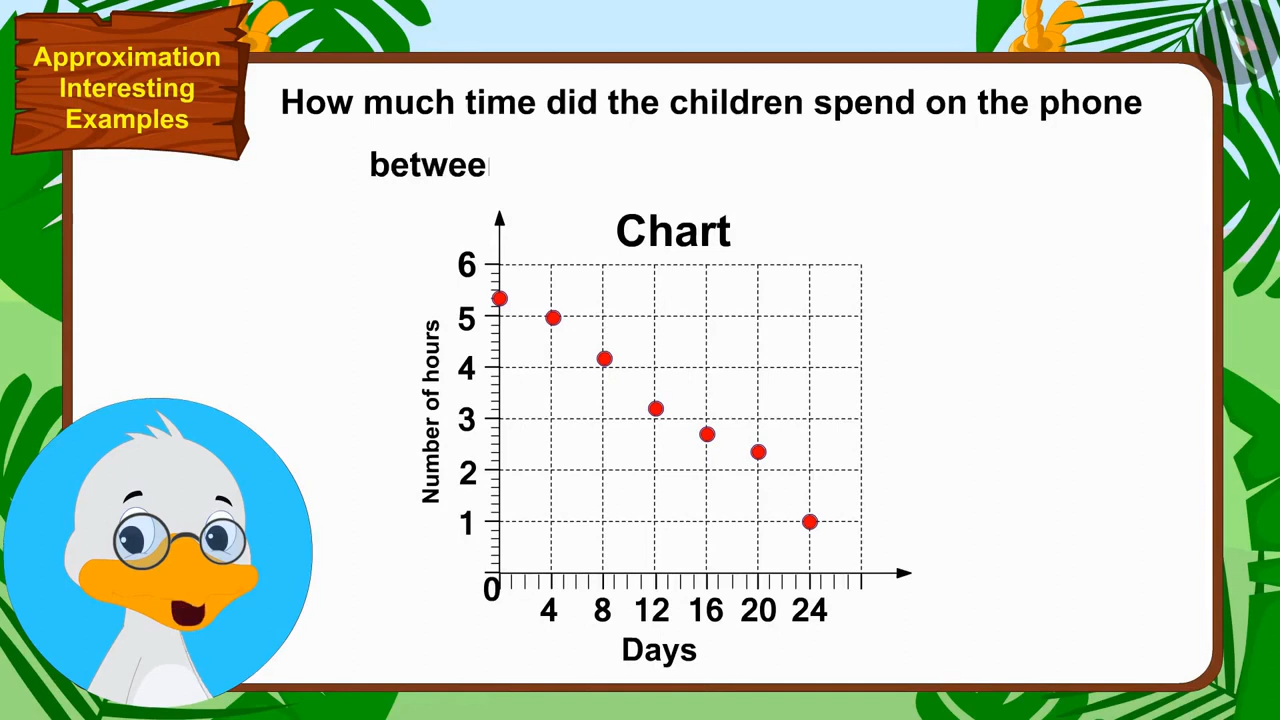 Approximation
Interesting
Examples
How much time did the children spend on the phone
betwee
Chart
6
5
4
3
2
1
0
Number of hours
4 8 12 16 20 24
Days